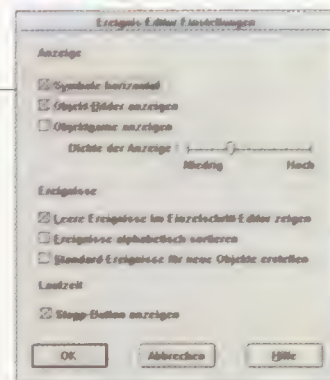 Ereignis Editor Einstellungen
Anzeige
Symbole horizontal
Objekt Bilder anzeigen
Objektname anzeigen
Dichte der Anzeige :
Niedrig Hoch
Ereignisse
Leere Ereignisse im Einzelschritt-Editor zeigen
Ereignisse alphabetisch sortieren
Standard Ereignisse für neue Objekte erstellen
Laufzeit
Stopp-Button anzeigen
OK Abbrechen Hilfe